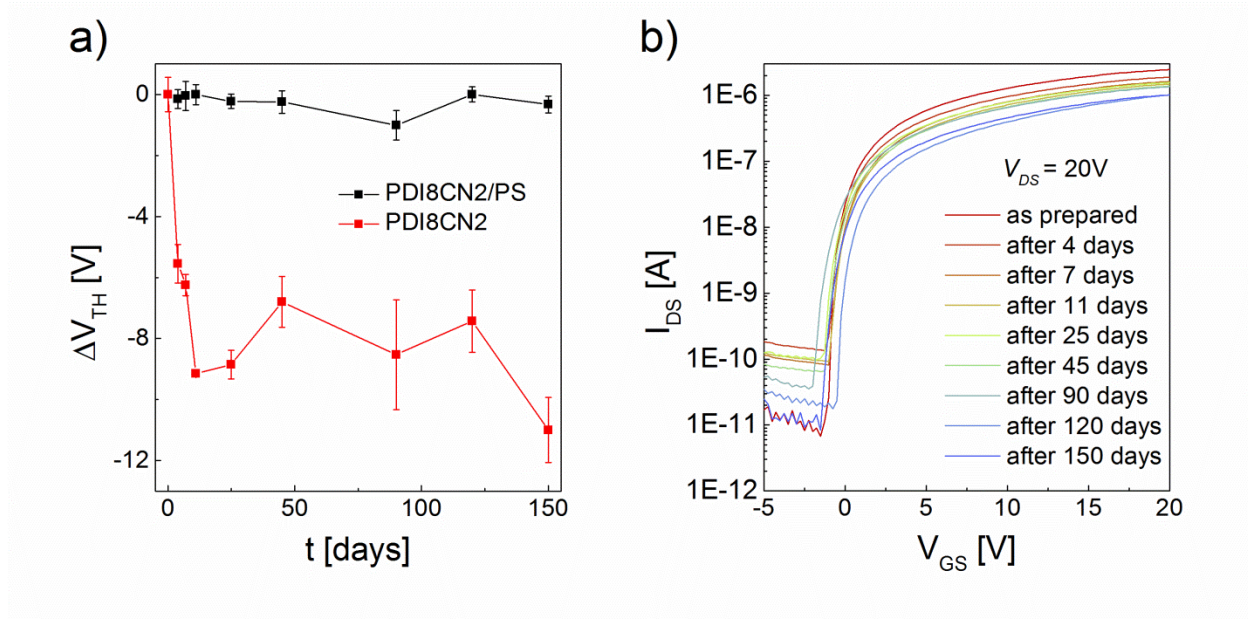 a)
0
-4
-8
-12
ΔV_TH [V]
PDI8CN2/PS
PDI8CN2
0 50 100 150
t [days]
b)
1E-6
1E-7
1E-8
1E-9
1E-10
1E-11
1E-12
I_DS [A]
V_DS = 20V
as prepared
after 4 days
after 7 days
after 11 days
after 25 days
after 45 days
after 90 days
after 120 days
after 150 days
-5 0 5 10 15 20
V_GS [V]